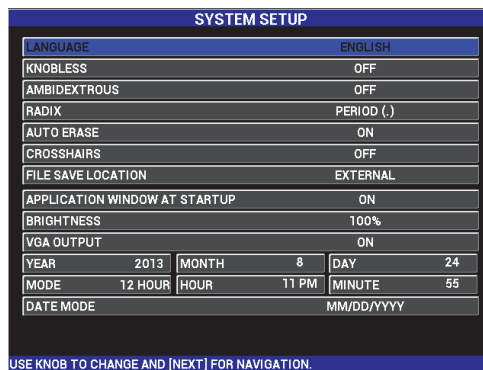 SYSTEM SETUP
LANGUAGE ENGLISH
KNOBLESS OFF
AMBIDEXTROUS OFF
RADIX PERIOD (.)
AUTO ERASE ON
CROSSHAIRS OFF
FILE SAVE LOCATION EXTERNAL
APPLICATION WINDOW AT STARTUP ON
BRIGHTNESS 100%
VGA OUTPUT ON
YEAR 2013 MONTH 8 DAY 24
MODE 12 HOUR HOUR 11 PM MINUTE 55
DATE MODE MM/DD/YYYY
USE KNOB TO CHANGE AND [NEXT] FOR NAVIGATION.